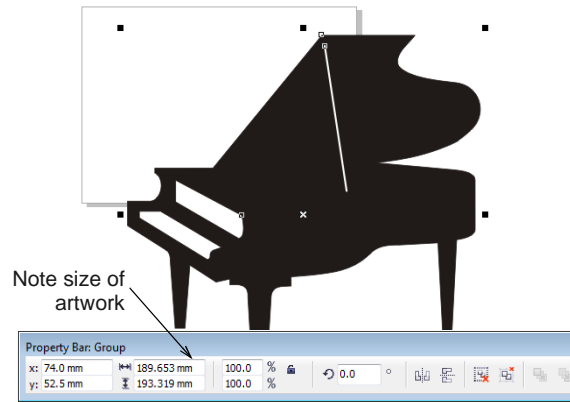 Note size of
artwork
Property Bar: Group
x: 74.0 mm 189.653 mm 100.0 % 0.0 °
y: 52.5 mm 193.319 mm 100.0 %